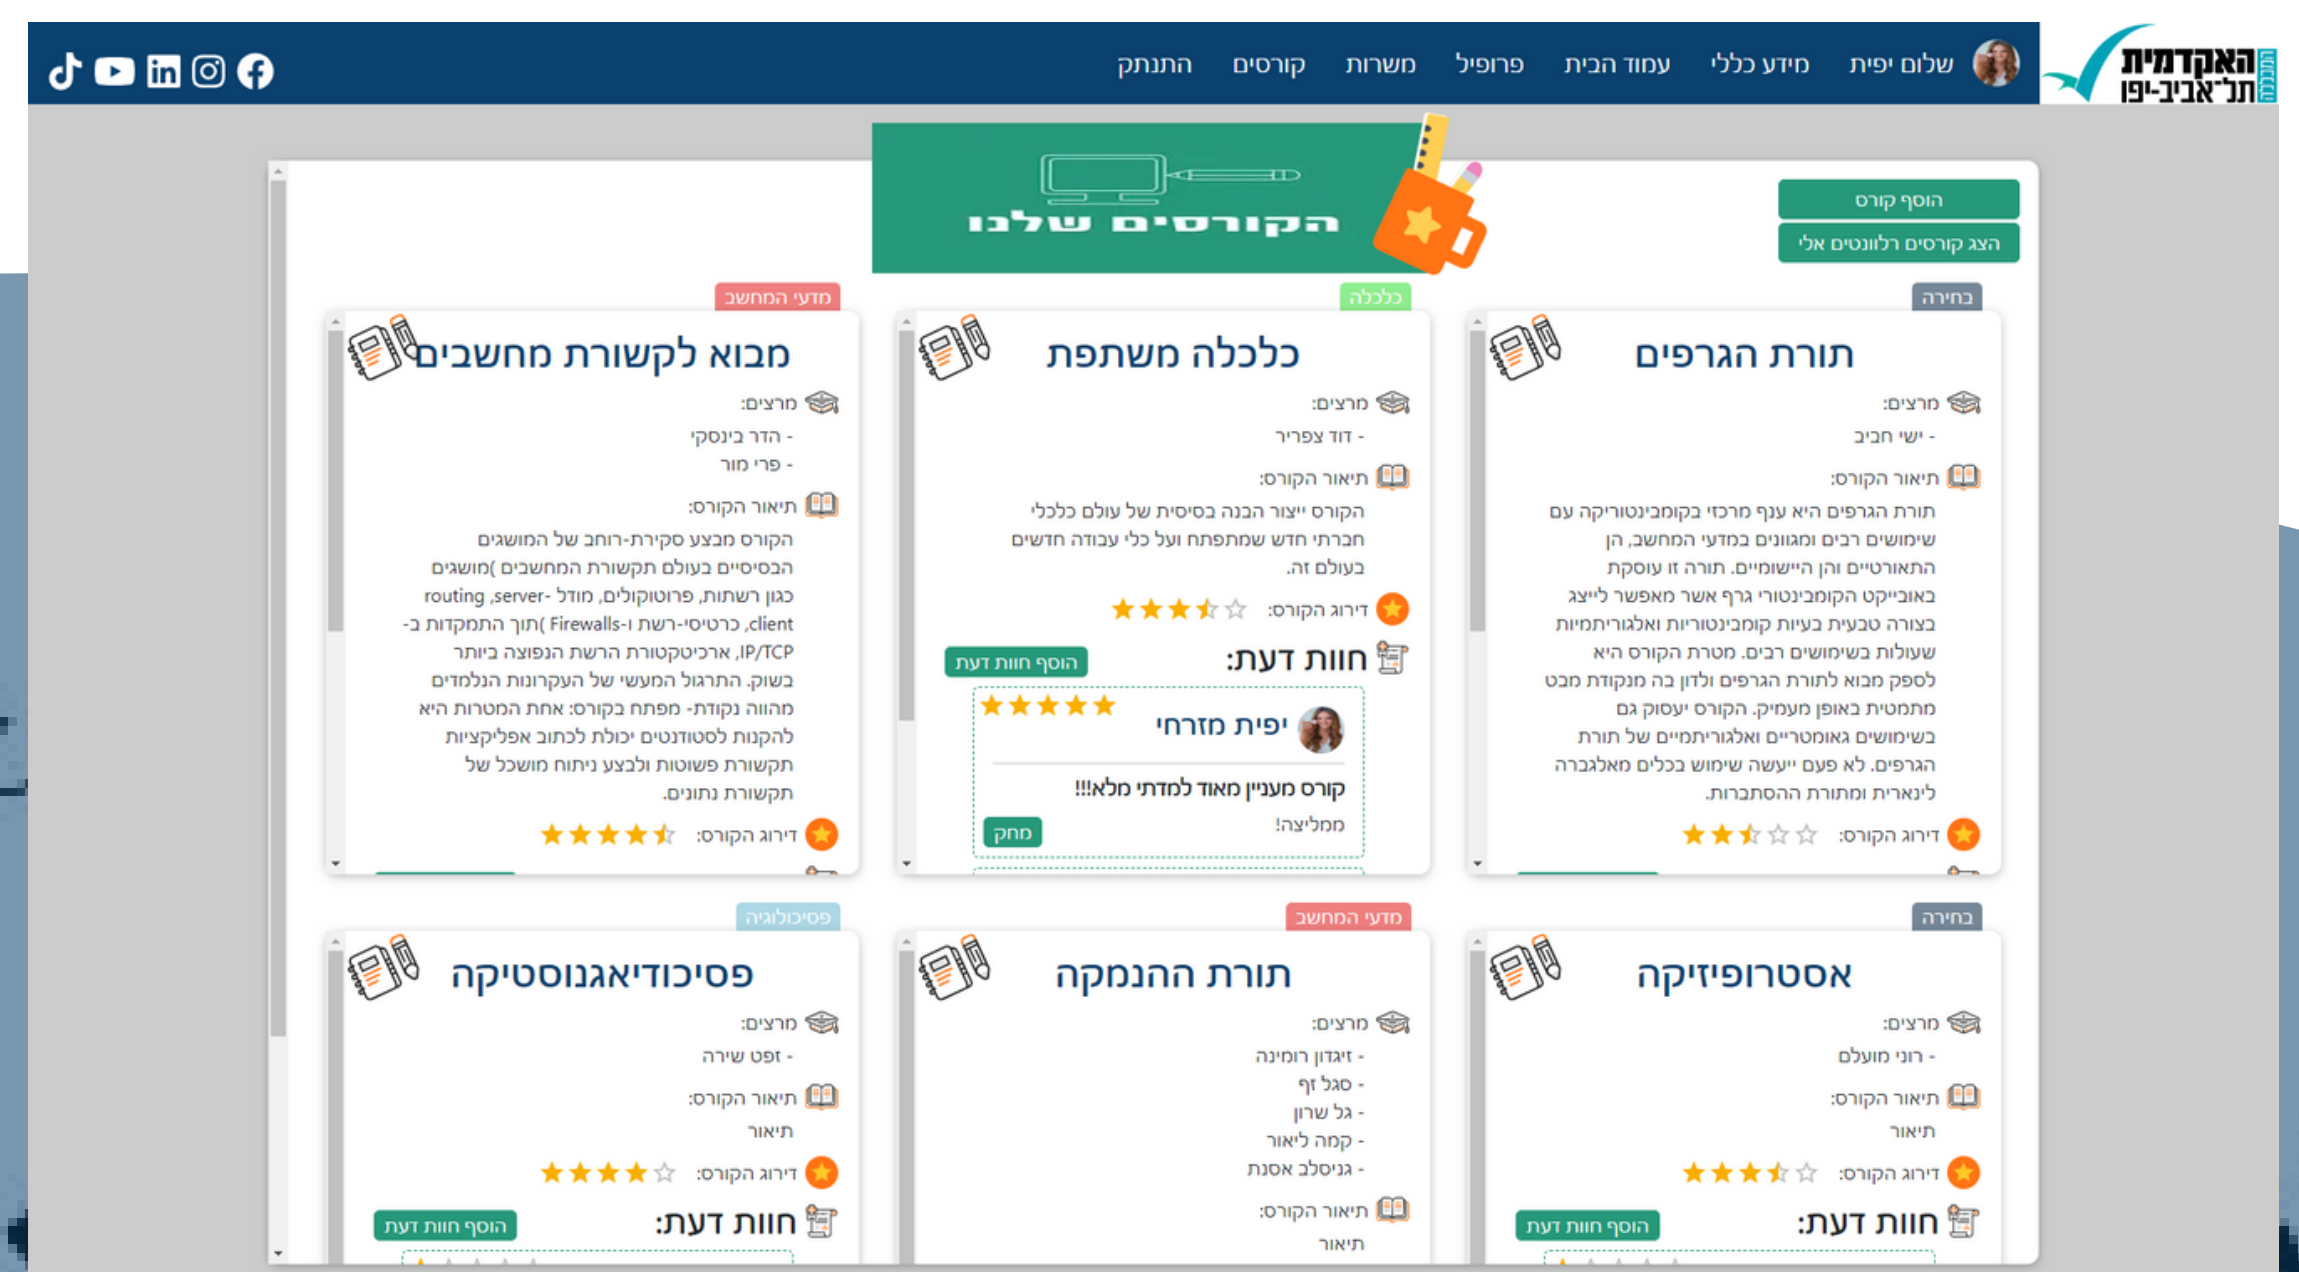 האקדמית
תל־אביב-יפו
המכללה
שלום יפית
מידע כללי
עמוד הבית
פרופיל
משרות
קורסים
התנתק
הקורסים שלנו
הוסף קורס
הצג קורסים רלוונטים אלי
בחירה
תורת הגרפים
מרצים:
- ישי חביב
תיאור הקורס:
תורת הגרפים היא ענף מרכזי בקומבינטוריקה עם
שימושים רבים ומגוונים במדעי המחשב, הן
התאורטיים והן היישומיים. תורה זו עוסקת
באובייקט הקומבינטורי גרף אשר מאפשר לייצג
בצורה טבעית בעיות קומבינטוריות ואלגוריתמיות
שעולות בשימושים רבים. מטרת הקורס היא
לספק מבוא לתורת הגרפים ולדון בה מנקודת מבט
מתמטית באופן מעמיק. הקורס יעסוק גם
בשימושים גאומטריים ואלגוריתמיים של תורת
הגרפים. לא פעם ייעשה שימוש בכלים מאלגברה
לינארית ומתורת ההסתברות.
דירוג הקורס:
כלכלה
כלכלה משתפת
מרצים:
- דוד צפריר
תיאור הקורס:
הקורס ייצור הבנה בסיסית של עולם כלכלי
חברתי חדש שמתפתח ועל כלי עבודה חדשים
בעולם זה.
דירוג הקורס:
חוות דעת:
הוסף חוות דעת
יפית מזרחי
קורס מעניין מאוד למדתי מלא!!!
ממליצה!
מחק
מדעי המחשב
מבוא לקשורת מחשבים
מרצים:
- הדר בינסקי
- פרי מור
תיאור הקורס:
הקורס מבצע סקירת-רוחב של המושגים
הבסיסיים בעולם תקשורת המחשבים )מושגים
כגון רשתות, פרוטוקולים, מודל routing ,server-
client, כרטיסי-רשת ו-Firewalls )תוך התמקדות ב-
IP/TCP, ארכיטקטורת הרשת הנפוצה ביותר
בשוק. התרגול המעשי של העקרונות הנלמדים
מהווה נקודת- מפתח בקורס: אחת המטרות היא
להקנות לסטודנטים יכולת לכתוב אפליקציות
תקשורת פשוטות ולבצע ניתוח מושכל של
תקשורת נתונים.
דירוג הקורס:
בחירה
אסטרופיזיקה
מרצים:
- רוני מועלם
תיאור הקורס:
תיאור
דירוג הקורס:
חוות דעת:
הוסף חוות דעת
מדעי המחשב
תורת ההנמקה
מרצים:
- זיגדון רומינה
- סגל זף
- גל שרון
- קמה ליאור
- גניסלב אסנת
תיאור הקורס:
תיאור
פסיכולוגיה
פסיכודיאגנוסטיקה
מרצים:
- זפט שירה
תיאור הקורס:
תיאור
דירוג הקורס:
חוות דעת:
הוסף חוות דעת